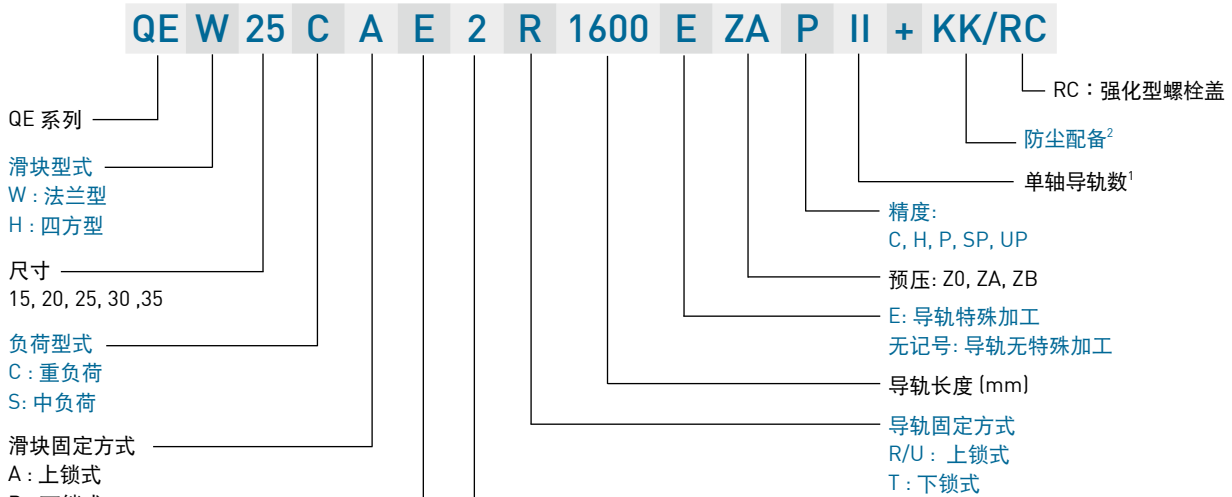 QE W 25 C A E 2 R 1600 E ZA P II + KK/RC
QE 系列
滑块型式
W : 法兰型
H : 四方型
尺寸
15, 20, 25, 30 ,35
负荷型式
C : 重负荷
S: 中负荷
滑块固定方式
A : 上锁式
RC：强化型螺栓盖
防尘配备2
单轴导轨数1
精度:
C, H, P, SP, UP
预压: Z0, ZA, ZB
E: 导轨特殊加工
无记号: 导轨无特殊加工
导轨长度 (mm)
导轨固定方式
R/U : 上锁式
T : 下锁式